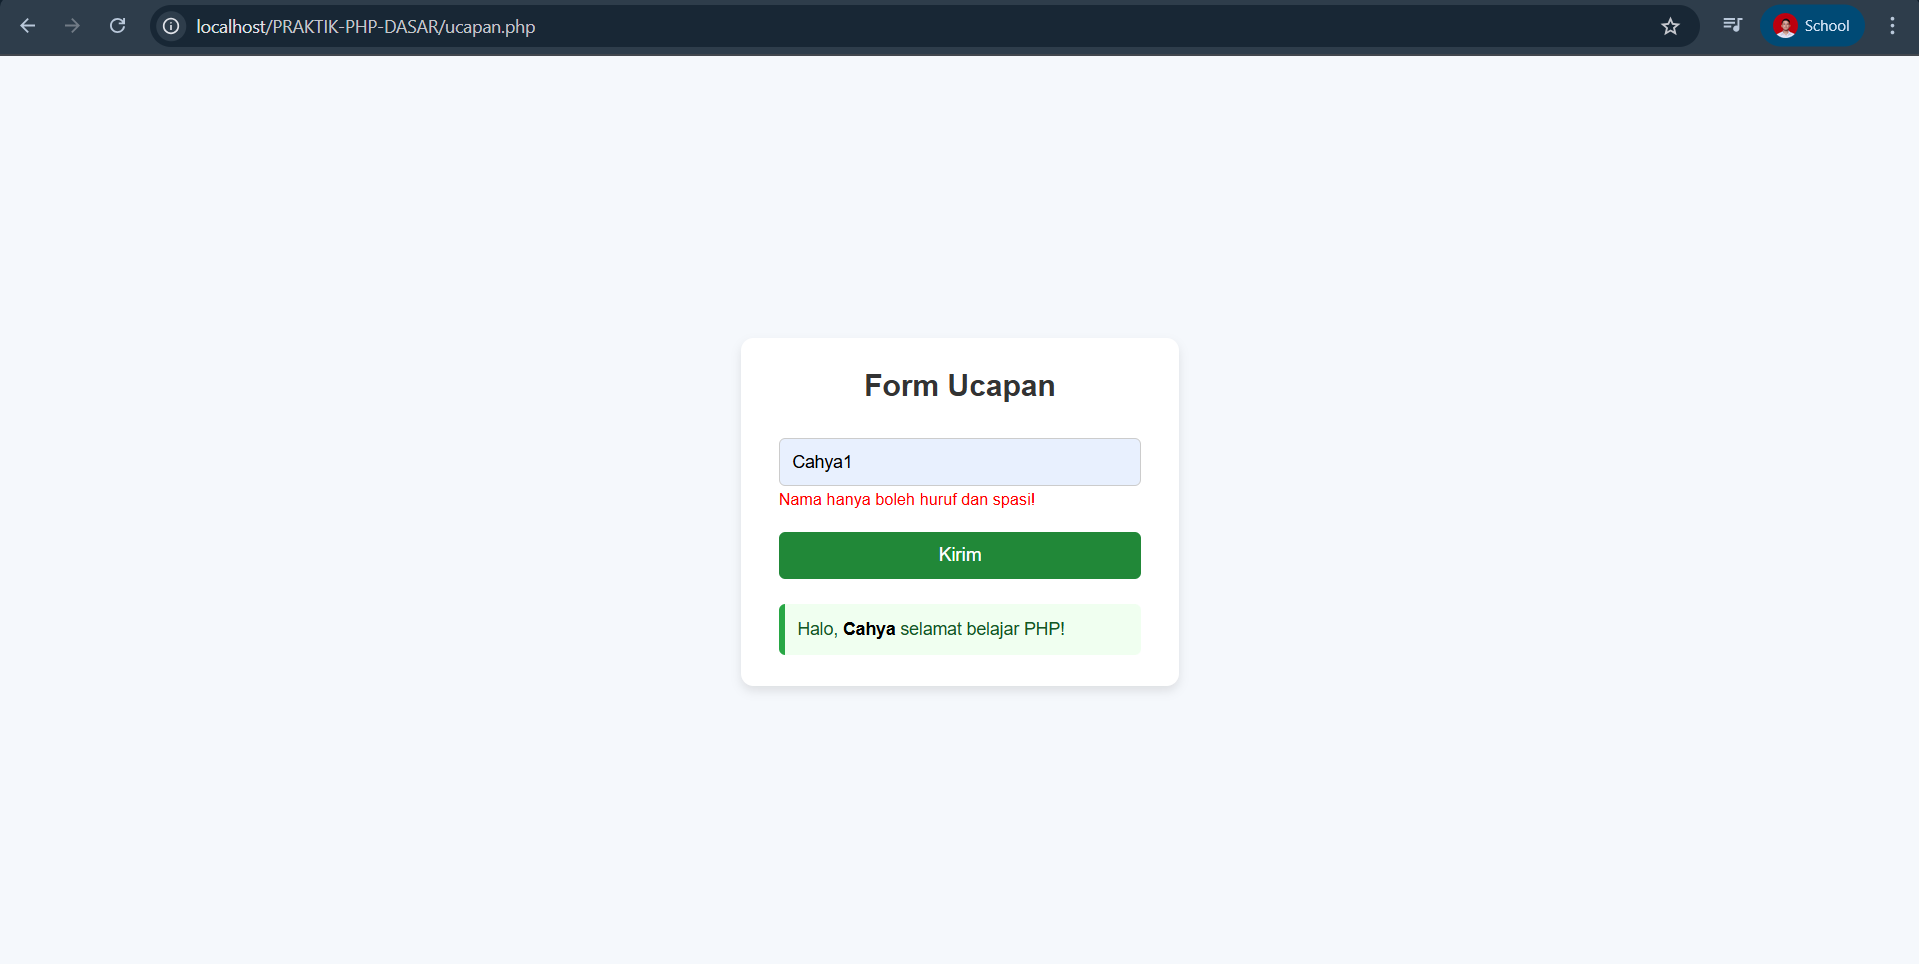 localhost/PRAKTIK-PHP-DASAR/ucapan.php
School
Form Ucapan
Cahya1
Nama hanya boleh huruf dan spasi!
Kirim
Halo, Cahya selamat belajar PHP!